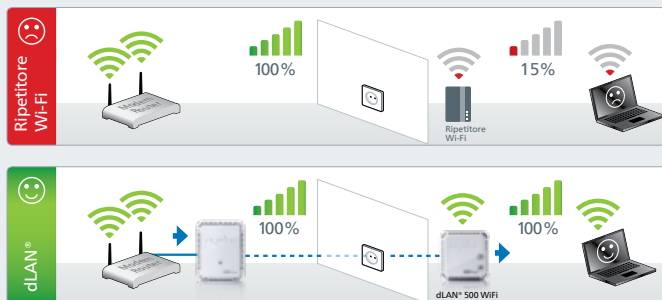 Ripetitore
Wi-Fi
Modem
Router
100%
Ripetitore
Wi-Fi
15%
dLAN®
Modem
Router
100%
dLAN® 500 WiFi
100%